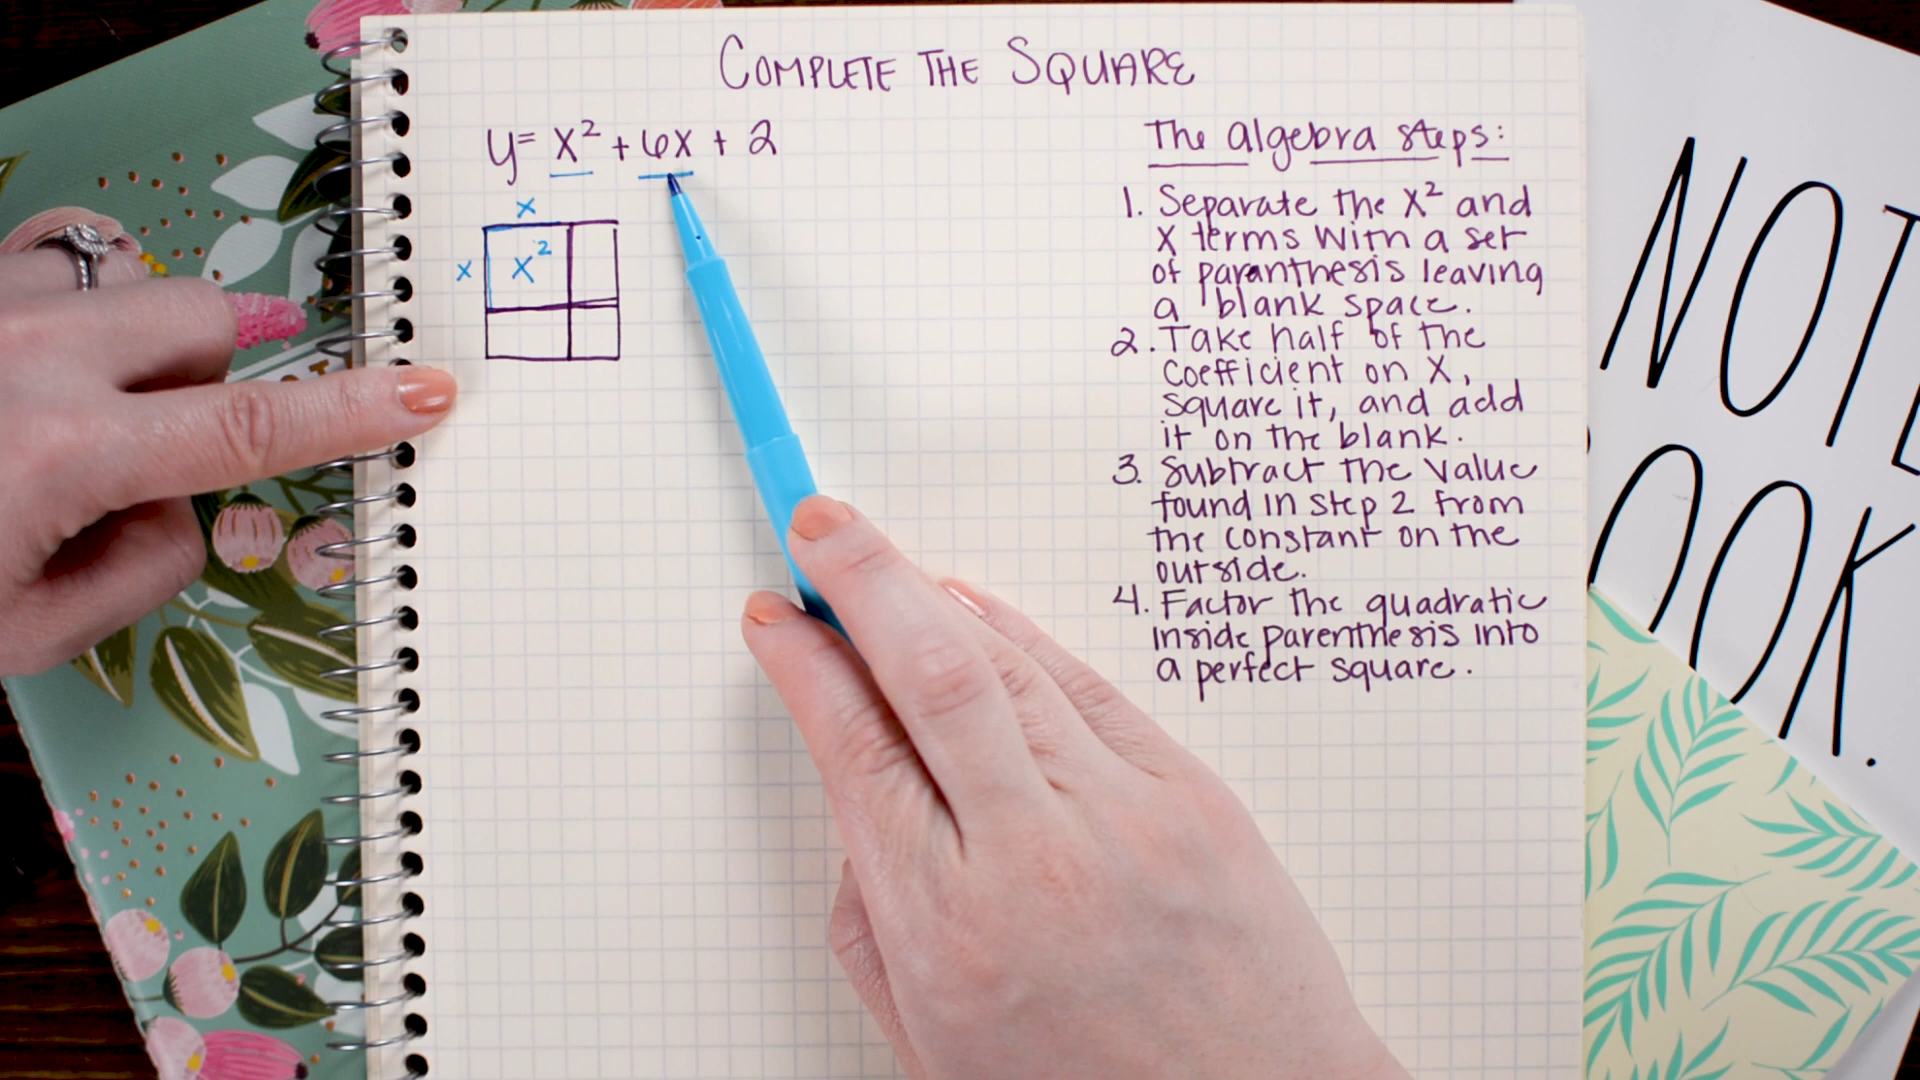 COMPLETE THE SQUARE
y= x² + 6x + 2
x
x
x²
The algebra steps:
1. Separate the x² and
x terms with a set
of paranthesis leaving
a blank space.
2. Take half of the
coefficient on x,
square it, and add
it on the blank.
3. Subtract the value
found in step 2 from
the constant on the
outside.
4. Factor the quadratic
inside parenthesis into
a perfect square.
NOTE
OOK.